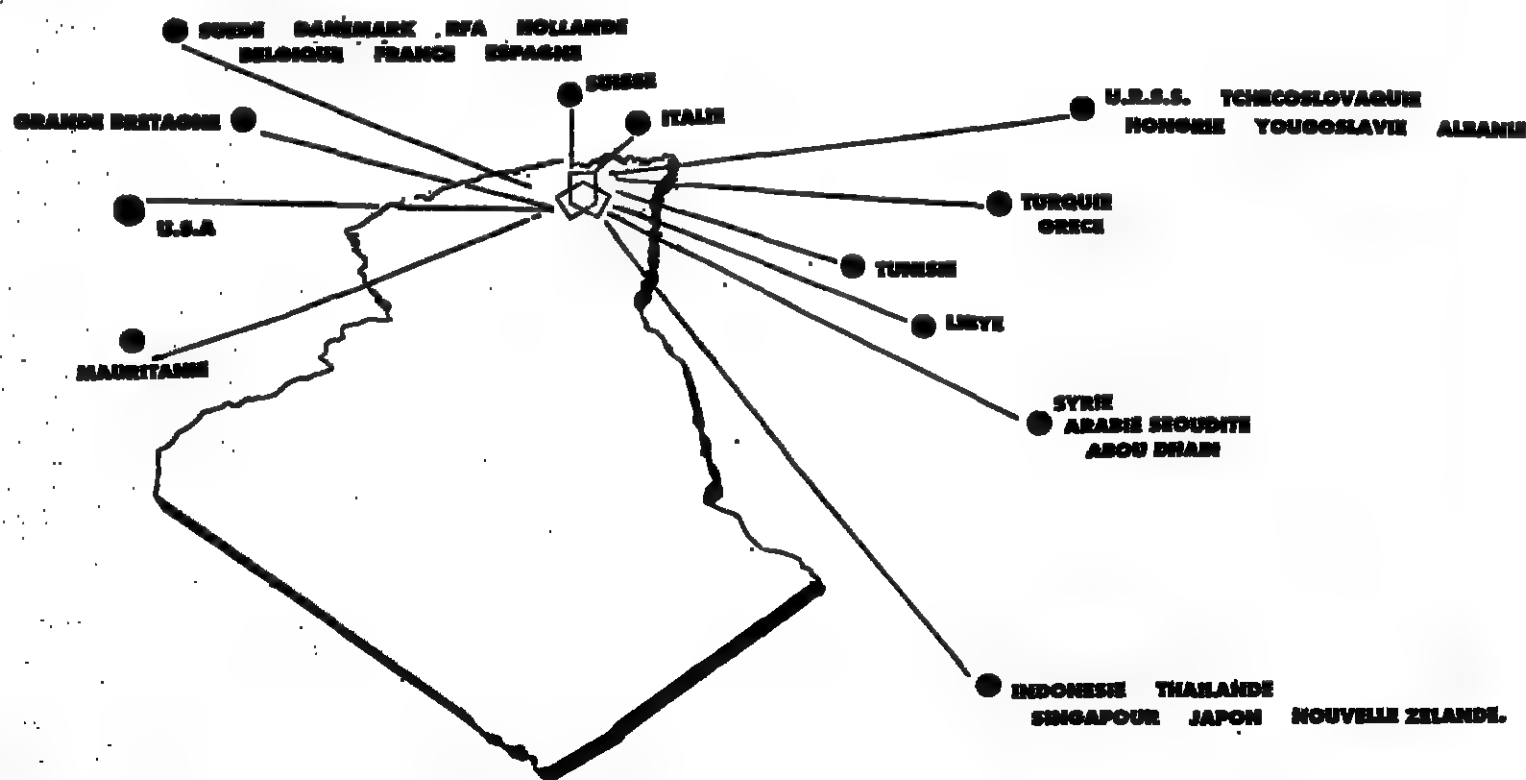 SUEDE DANEMARK RFA HOLLANDE
BELGIQUE FRANCE ESPAGNE
SUISSE
ITALIE
GRANDE BRETAGNE
U.R.S.S. TCHECOSLOVAQUIE
HONGRIE YOUGOSLAVIE ALBANIE
U.S.A
TURQUIE
GRECE
TUNISIE
LIBYE
MAURITANIE
SYRIE
ARABIE SEOUDITE
ABOU DHABI
INDONESIE THAILANDE
SINGAPOUR JAPON NOUVELLE ZELANDE.